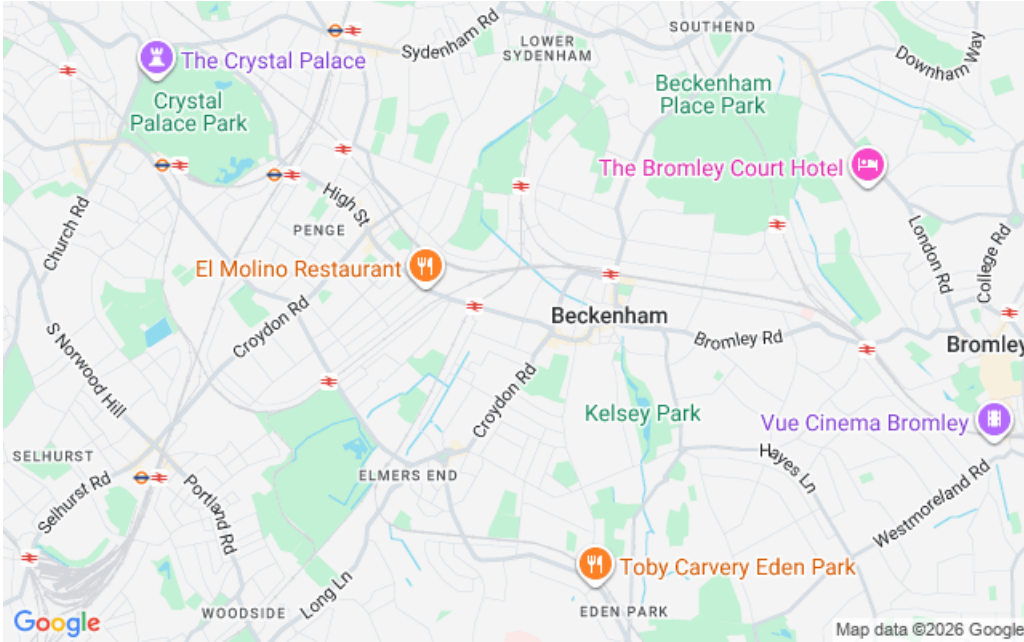 Sydenham Rd
LOWER
SYDENHAM
SOUTHEND
Downham Way
The Crystal Palace
Crystal
Palace Park
Beckenham
Place Park
The Bromley Court Hotel
High St
PENGE
Church Rd
London Rd
College Rd
El Molino Restaurant
Croydon Rd
Beckenham
Bromley Rd
Bromley
S Norwood Hill
Croydon Rd
Kelsey Park
Vue Cinema Bromley
SELHURST
Selhurst Rd
Portland Rd
ELMERS END
Hayes Ln
Westmoreland Rd
Toby Carvery Eden Park
Long Ln
WOODSIDE
EDEN PARK
Google
Map data ©2026 Google